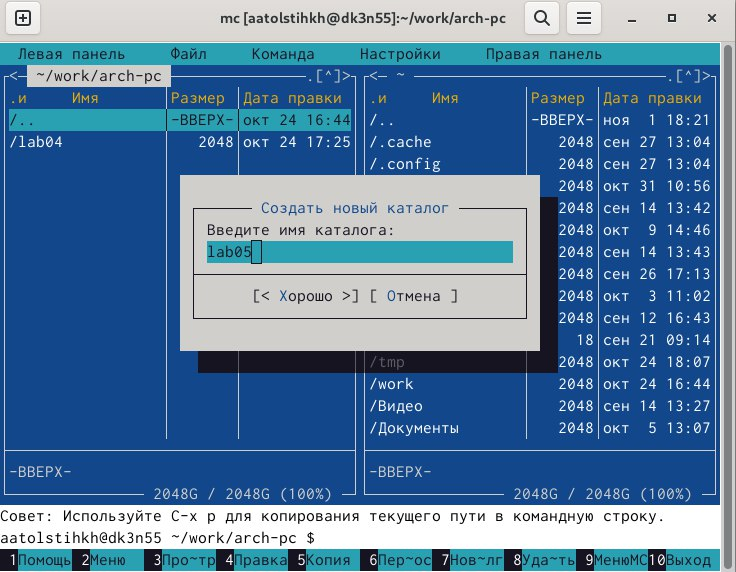 mc [aatolstihkh@dk3n55]:~/work/arch-pc
Левая панель Файл Команда Настройки Правая панель
<– ~/work/arch-pc .[^]> <– ~ .[^]>
.и Имя Размер Дата правки .и Имя Размер Дата правки
/.. -ВВЕРХ- окт 24 16:44 /.. -ВВЕРХ- ноя 1 18:21
/lab04 2048 окт 24 17:25 /.cache 2048 сен 27 13:04
/.config 2048 сен 27 13:04
2048 окт 31 10:56
Создать новый каталог 2048 сен 14 13:42
Введите имя каталога: 2048 окт 9 14:46
lab05 2048 сен 14 13:43
2048 сен 26 17:13
[< Хорошо >] [ Отмена ] 2048 окт 3 11:02
2048 сен 12 16:43
18 сен 21 09:14
/tmp 2048 окт 24 18:07
/work 2048 окт 24 16:44
/Видео 2048 сен 14 13:27
/Документы 2048 окт 5 13:07
-ВВЕРХ- -ВВЕРХ-
2048G / 2048G (100%) 2048G / 2048G (100%)
Совет: Используйте C-x p для копирования текущего пути в командную строку.
aatolstihkh@dk3n55 ~/work/arch-pc $
1Помощь 2Меню 3Про~тр 4Правка 5Копия 6Пер~ос 7Нов~лг 8Уда~ть 9МенюMC 10Выход